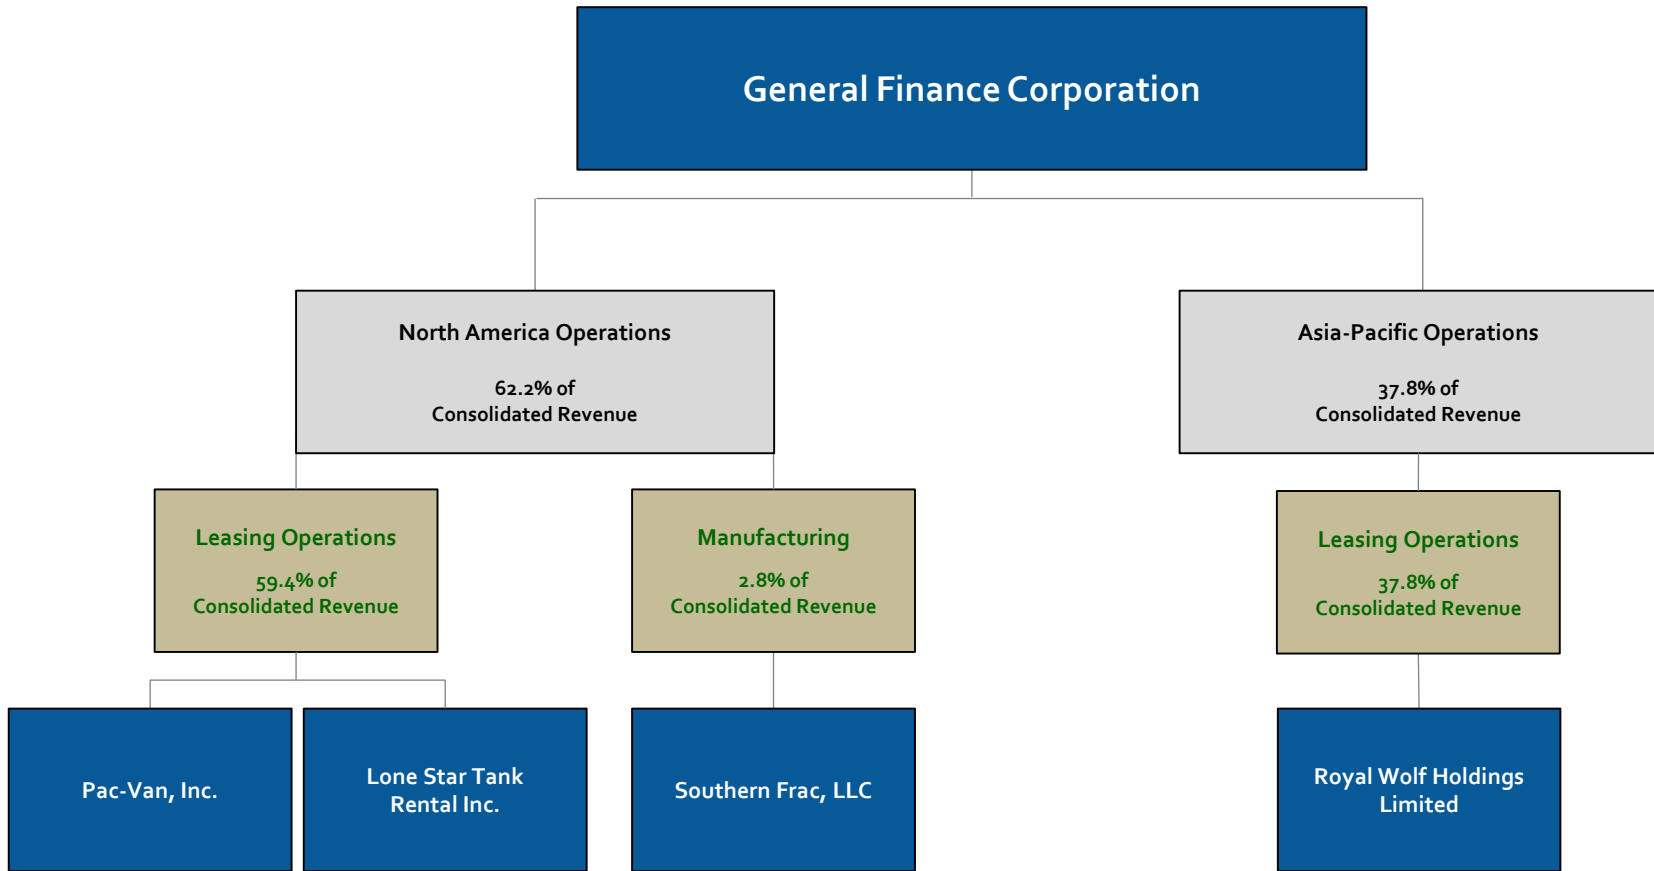 General Finance Corporation
North America Operations
62.2% of
Consolidated Revenue
Asia-Pacific Operations
37.8% of
Consolidated Revenue
Leasing Operations
59.4% of
Consolidated Revenue
Manufacturing
2.8% of
Consolidated Revenue
Leasing Operations
37.8% of
Consolidated Revenue
Pac-Van, Inc.
Lone Star Tank
Rental Inc.
Southern Frac, LLC
Royal Wolf Holdings
Limited